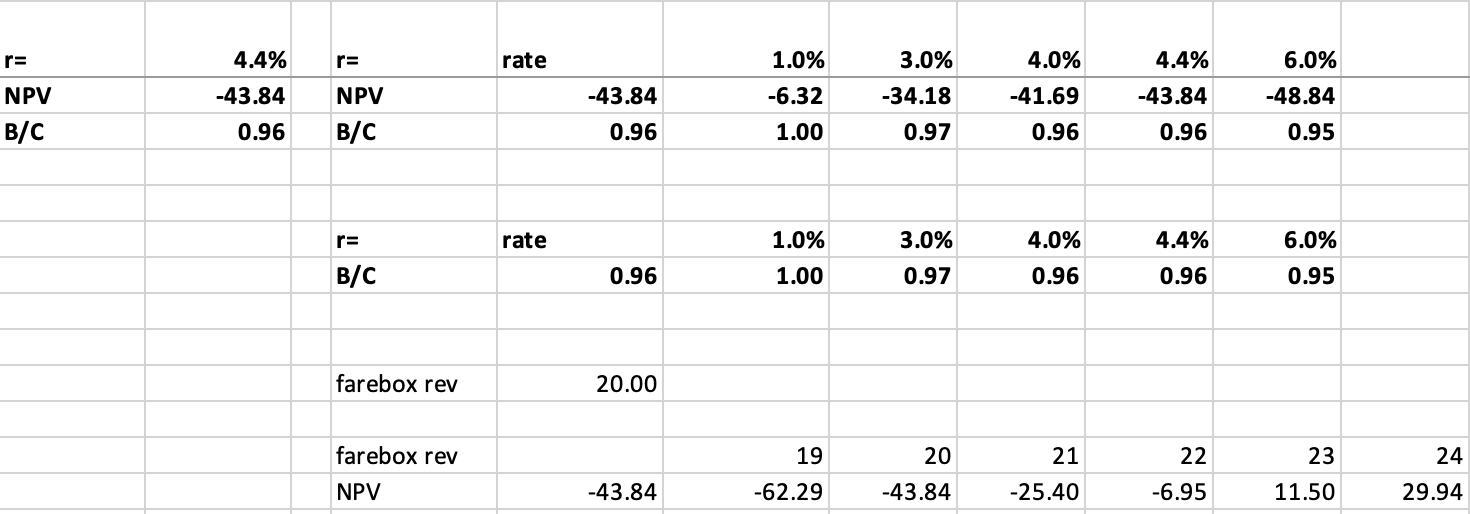 r= 4.4% r= rate 1.0% 3.0% 4.0% 4.4% 6.0%
NPV -43.84 NPV -43.84 -6.32 -34.18 -41.69 -43.84 -48.84
B/C 0.96 B/C 0.96 1.00 0.97 0.96 0.96 0.95
r= rate 1.0% 3.0% 4.0% 4.4% 6.0%
B/C 0.96 1.00 0.97 0.96 0.96 0.95
farebox rev 20.00
farebox rev 19 20 21 22 23 24
NPV -43.84 -62.29 -43.84 -25.40 -6.95 11.50 29.94